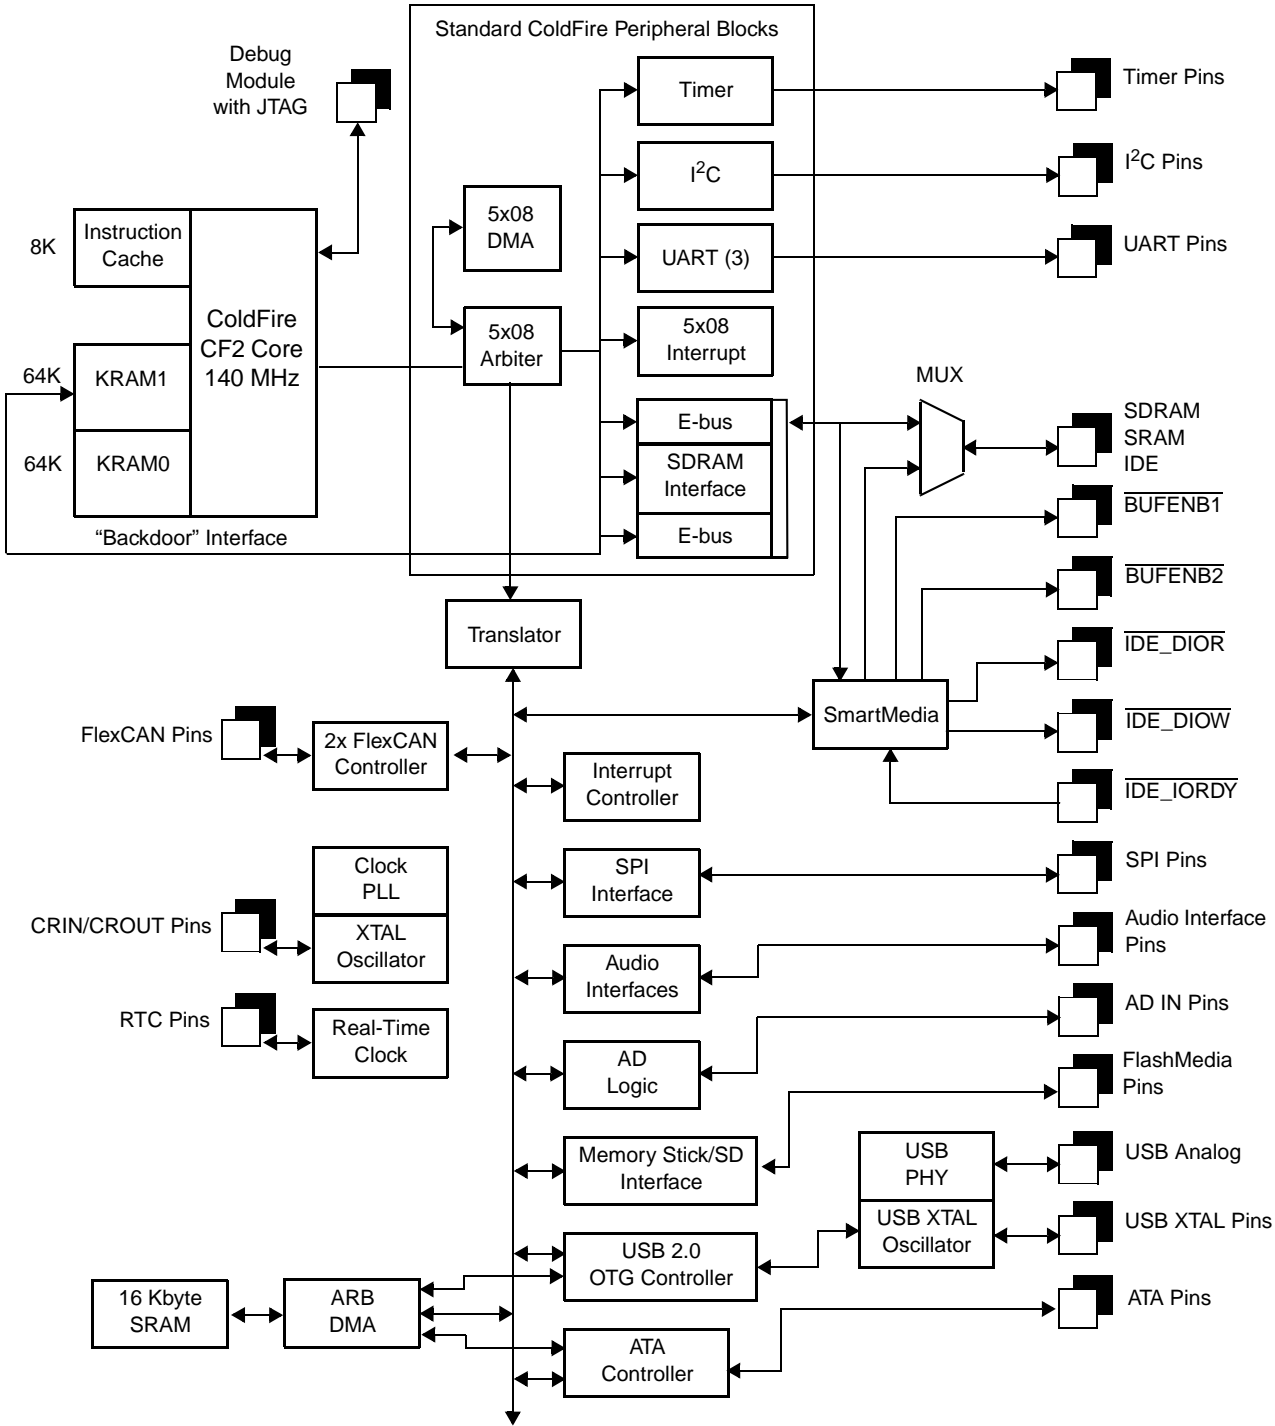 Standard ColdFire Peripheral Blocks
Debug
Module
with JTAG
Timer
Timer Pins
I²C
I²C Pins
5x08
DMA
UART (3)
UART Pins
8K
Instruction
Cache
ColdFire
CF2 Core
140 MHz
5x08
Arbiter
5x08
Interrupt
64K
KRAM1
64K
KRAM0
"Backdoor" Interface
E-bus
SDRAM
Interface
E-bus
MUX
SDRAM
SRAM
IDE
BUFENB1
BUFENB2
IDE_DIOR
IDE_DIOW
IDE_IORDY
Translator
SmartMedia
FlexCAN Pins
2x FlexCAN
Controller
Interrupt
Controller
Clock
PLL
XTAL
Oscillator
CRIN/CROUT Pins
SPI
Interface
SPI Pins
Audio
Interfaces
Audio Interface
Pins
RTC Pins
Real-Time
Clock
AD
Logic
AD IN Pins
Memory Stick/SD
Interface
FlashMedia
Pins
USB
PHY
USB Analog
USB XTAL
Oscillator
USB XTAL Pins
USB 2.0
OTG Controller
16 Kbyte
SRAM
ARB
DMA
ATA
Controller
ATA Pins